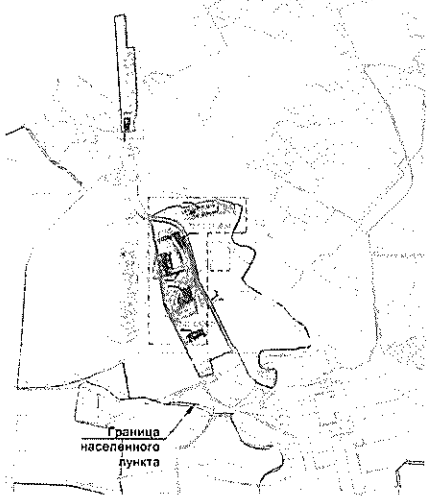 Граница
населенного
пункта